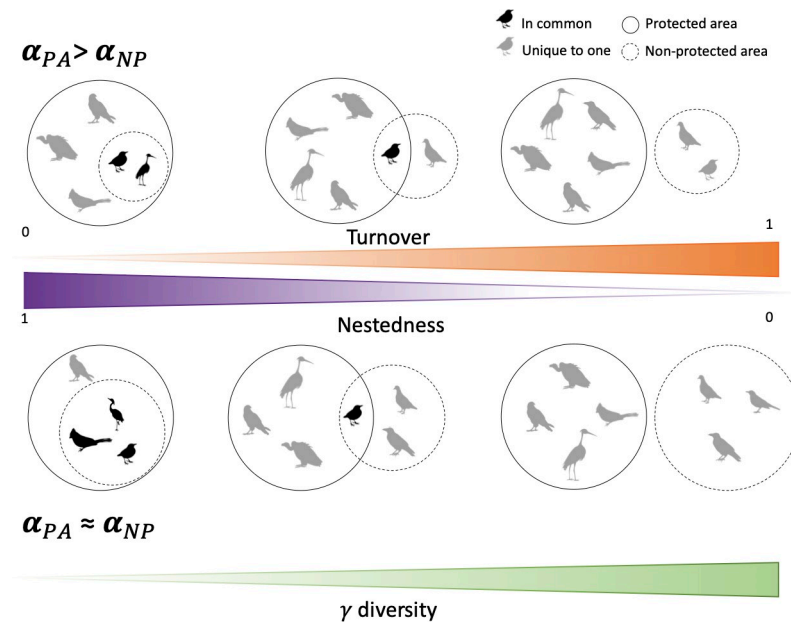 In common
Protected area
Unique to one
Non-protected area
α_PA > α_NP
0
1
Turnover
1
Nestedness
0
α_PA ≈ α_NP
γ diversity